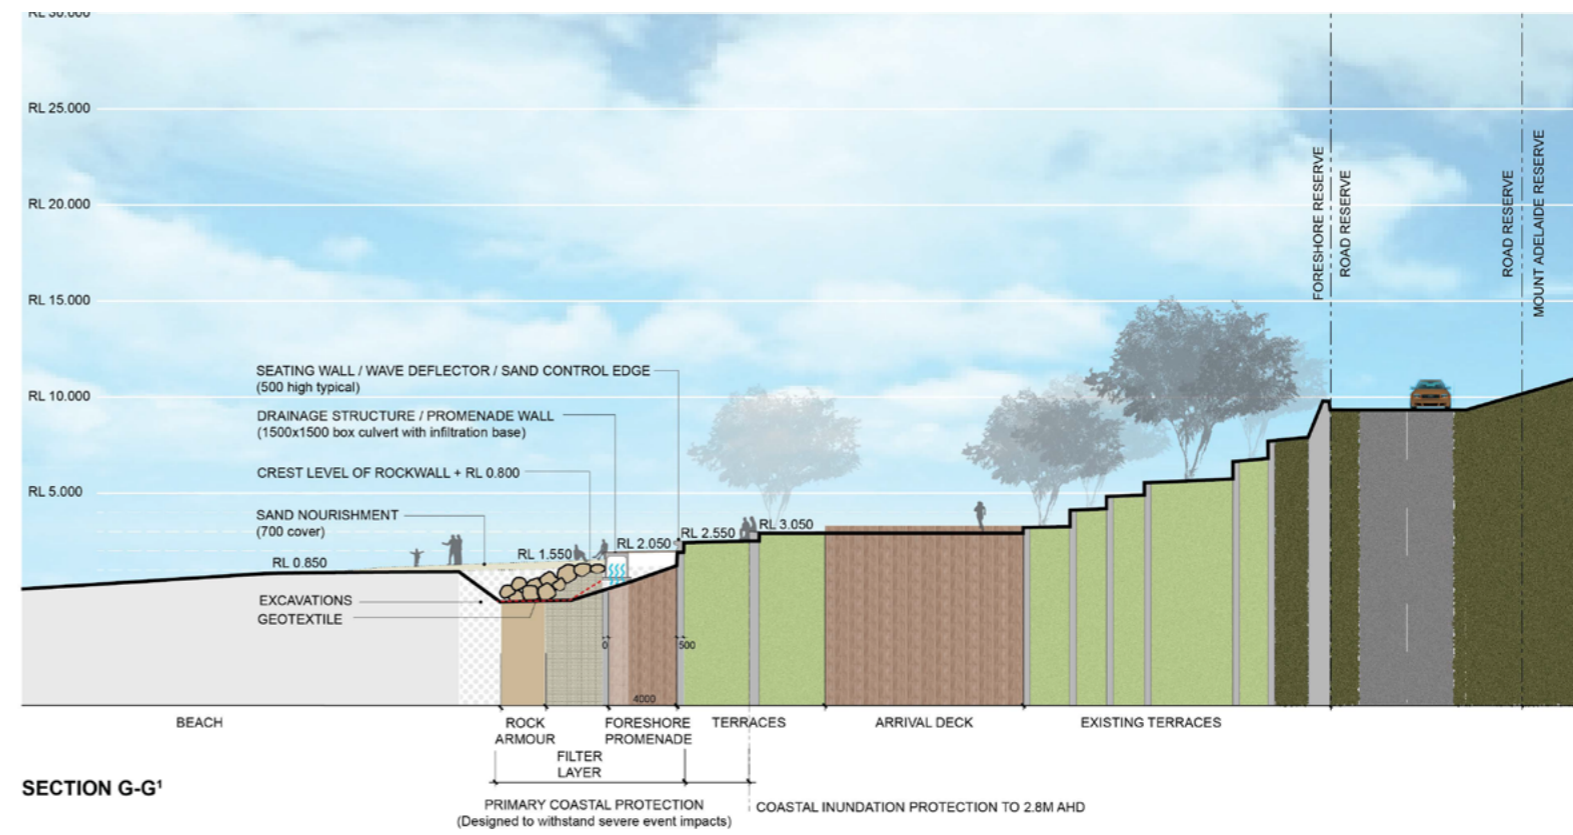 RL 30.000
RL 25.000
RL 20.000
RL 15.000
RL 10.000
RL 5.000
FORESHORE RESERVE
ROAD RESERVE
ROAD RESERVE
MOUNT ADELAIDE RESERVE
SEATING WALL / WAVE DEFLECTOR / SAND CONTROL EDGE
(500 high typical)
DRAINAGE STRUCTURE / PROMENADE WALL
(1500x1500 box culvert with infiltration base)
CREST LEVEL OF ROCKWALL + RL 0.800
SAND NOURISHMENT
(700 cover)
RL 0.850
RL 1.550
RL 2.050
RL 2.550
RL 3.050
EXCAVATIONS
GEOTEXTILE
0
500
4000
BEACH
ROCK
ARMOUR
FILTER
LAYER
FORESHORE
PROMENADE
TERRACES
ARRIVAL DECK
EXISTING TERRACES
SECTION G-G¹
PRIMARY COASTAL PROTECTION
(Designed to withstand severe event impacts)
COASTAL INUNDATION PROTECTION TO 2.8M AHD